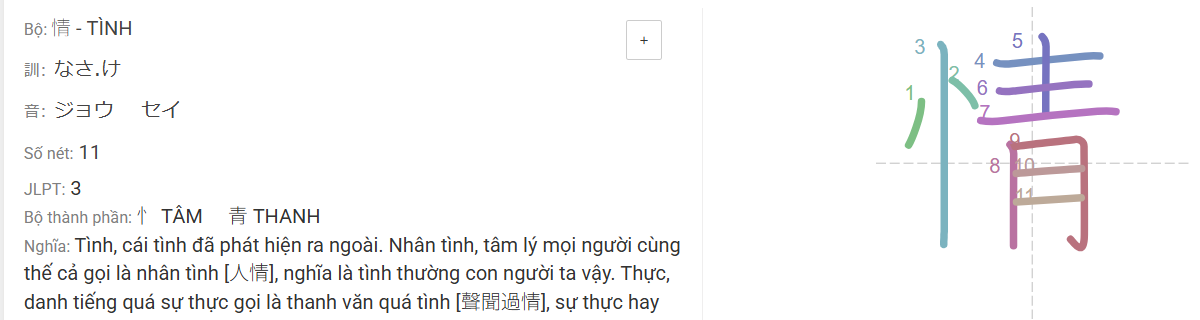 Bộ: 情 - TÌNH
+
訓: なさ.け
音: ジョウ セイ
Số nét: 11
JLPT: 3
Bộ thành phần: 忄 TÂM 青 THANH
Nghĩa: Tình, cái tình đã phát hiện ra ngoài. Nhân tình, tâm lý mọi người cùng
thế cả gọi là nhân tình [人情], nghĩa là tình thường con người ta vậy. Thực,
danh tiếng quá sự thực gọi là thanh văn quá tình [聲聞過情], sự thực hay
情
1
2
3
4
5
6
7
8
9
10
11